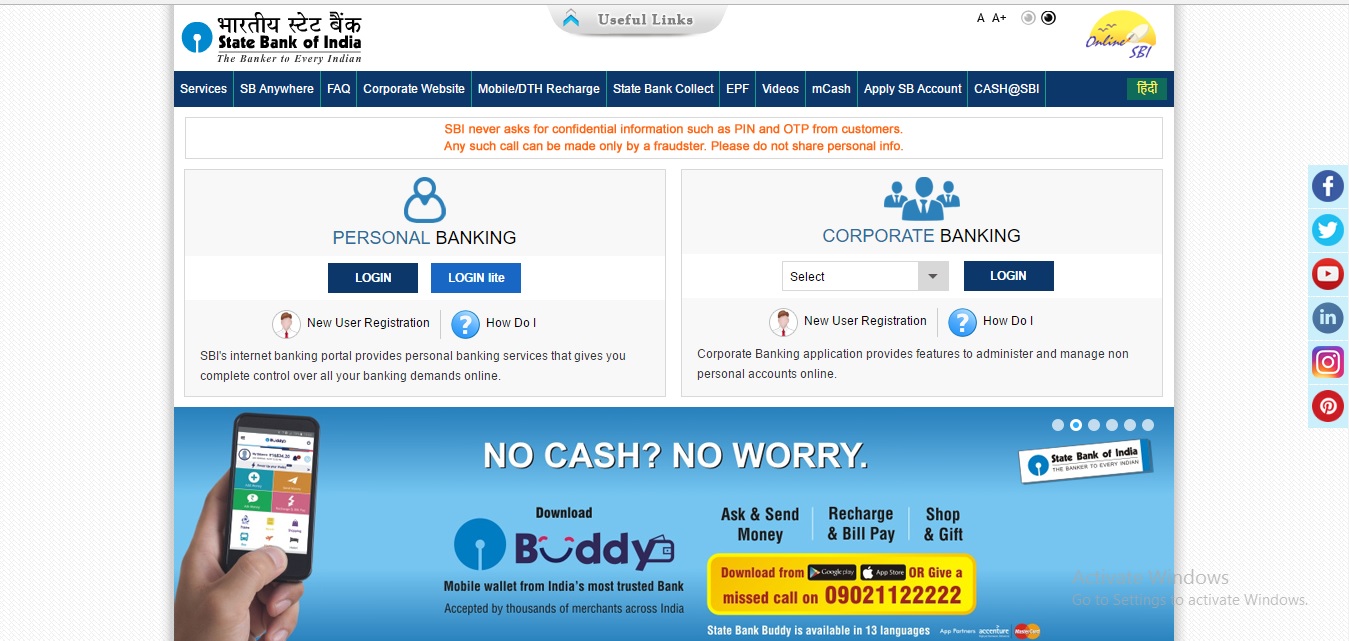 भारतीय स्टेट बैंक
State Bank of India
The Banker to Every Indian
Useful Links
A A+
Online SBI
Services SB Anywhere FAQ Corporate Website Mobile/DTH Recharge State Bank Collect EPF Videos mCash Apply SB Account CASH@SBI हिंदी
SBI never asks for confidential information such as PIN and OTP from customers.
Any such call can be made only by a fraudster. Please do not share personal info.
PERSONAL BANKING
LOGIN LOGIN lite
New User Registration How Do I
SBI's internet banking portal provides personal banking services that gives you
complete control over all your banking demands online.
CORPORATE BANKING
Select LOGIN
New User Registration How Do I
Corporate Banking application provides features to administer and manage non
personal accounts online.
NO CASH? NO WORRY.
State Bank of India
THE BANKER TO EVERY INDIAN
Download
Buddy
Mobile wallet from India's most trusted Bank
Accepted by thousands of merchants across India
Ask & Send Money
Recharge & Bill Pay
Shop & Gift
Download from Google play App Store OR Give a
missed call on 09021122222
State Bank Buddy is available in 13 languages App Partners accenture MasterCard
Activate Windows
Go to Settings to activate Windows.